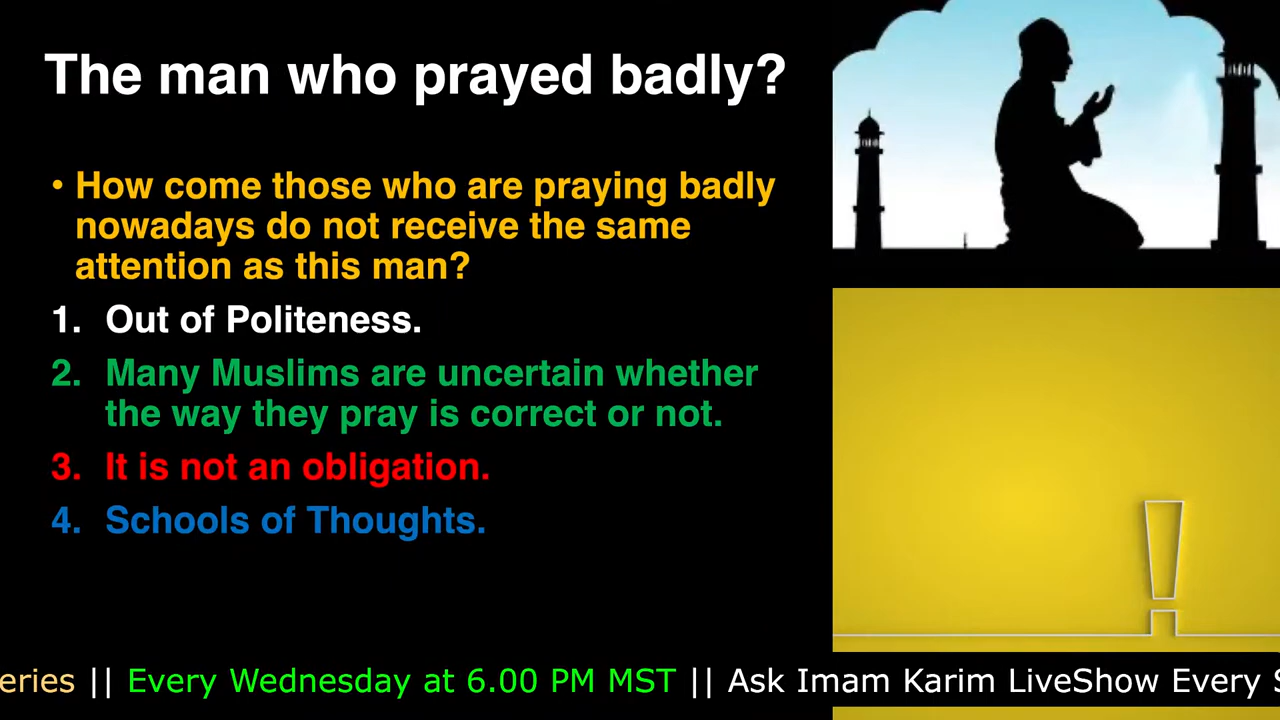 The man who prayed badly?
• How come those who are praying badly
nowadays do not receive the same
attention as this man?
1. Out of Politeness.
2. Many Muslims are uncertain whether
the way they pray is correct or not.
3. It is not an obligation.
4. Schools of Thoughts.
eries || Every Wednesday at 6.00 PM MST || Ask Imam Karim LiveShow Every S